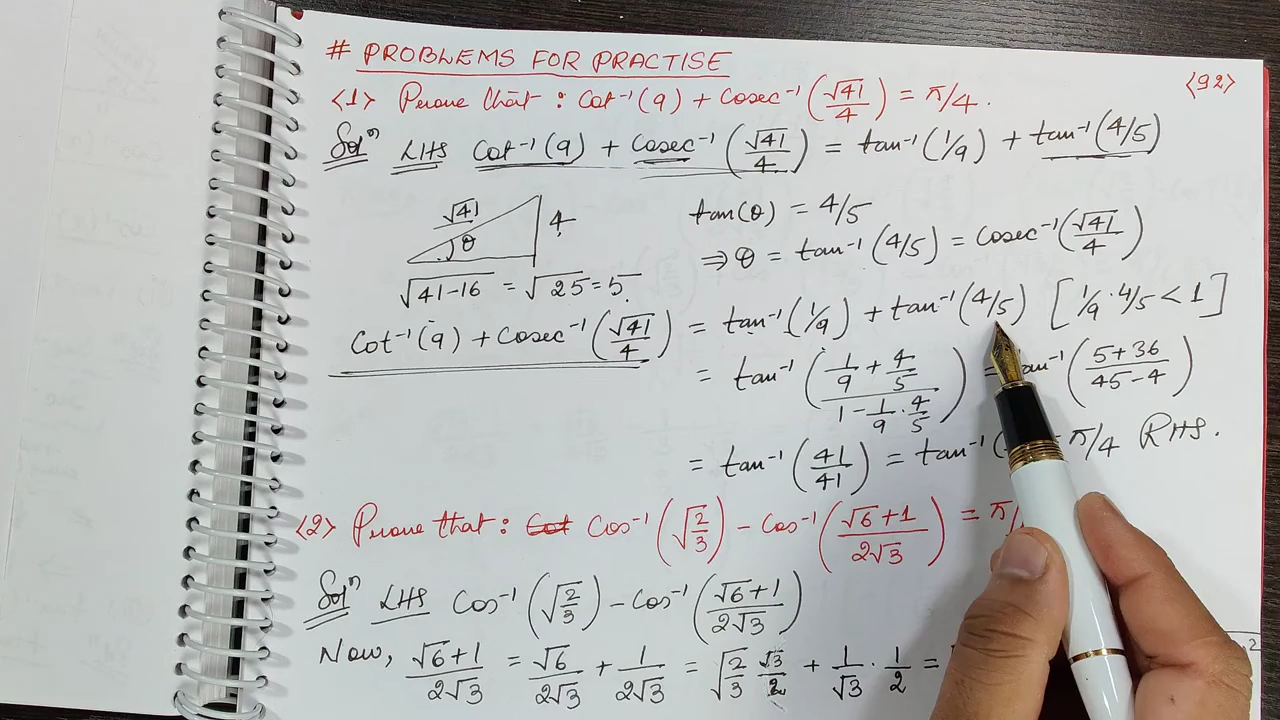 # PROBLEMS FOR PRACTISE
<92>
<1> Prove that : Cot⁻¹(9) + Cosec⁻¹(√41/4) = π/4.
Solⁿ LHS Cot⁻¹(9) + Cosec⁻¹(√41/4) = tan⁻¹(1/9) + tan⁻¹(4/5)
√41 θ 4
√41-16 = √25 = 5
tan(θ) = 4/5
⇒ θ = tan⁻¹(4/5) = Cosec⁻¹(√41/4)
Cot⁻¹(9) + Cosec⁻¹(√41/4) = tan⁻¹(1/9) + tan⁻¹(4/5) [1/9 · 4/5 < 1]
= tan⁻¹((1/9 + 4/5)/(1 - 1/9 · 4/5)) = tan⁻¹((5+36)/(45-4))
= tan⁻¹(41/41) = tan⁻¹( π/4 RHS.
<2> Prove that : Cot Cos⁻¹(√2/3) - Cos⁻¹((√6+1)/2√3) = π/
Solⁿ LHS Cos⁻¹(√2/3) - Cos⁻¹((√6+1)/2√3)
Now, (√6+1)/2√3 = √6/2√3 + 1/2√3 = √2/3 √3/2 + 1/√3 · 1/2 =